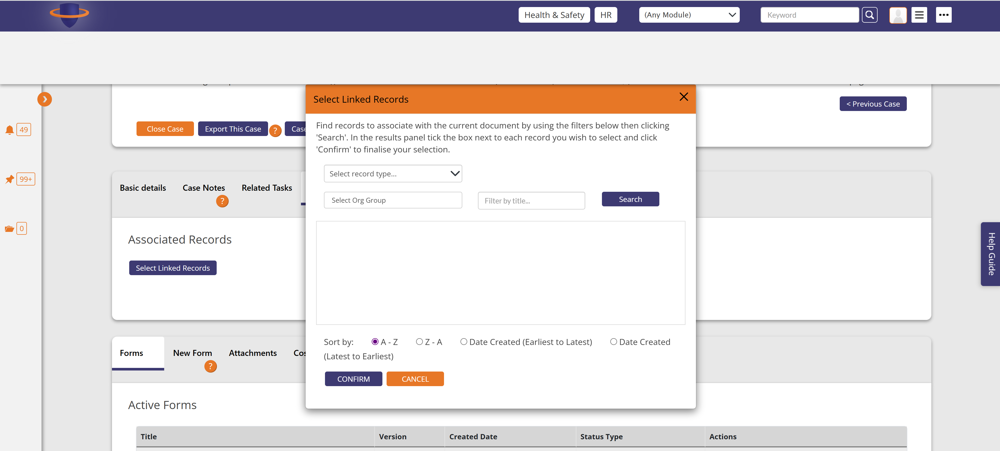 Health & Safety
HR
(Any Module)
Keyword
< Previous Case
49
99+
0
Close Case
Export This Case
?
Case
Basic details
Case Notes
Related Tasks
?
Associated Records
Select Linked Records
Select Linked Records
Find records to associate with the current document by using the filters below then clicking
'Search'. In the results panel tick the box next to each record you wish to select and click
'Confirm' to finalise your selection.
Select record type...
Select Org Group
Filter by title...
Search
Sort by: A - Z Z - A Date Created (Earliest to Latest) Date Created
(Latest to Earliest)
CONFIRM
CANCEL
Help Guide
Forms
New Form
Attachments
?
Active Forms
Title
Version
Created Date
Status Type
Actions